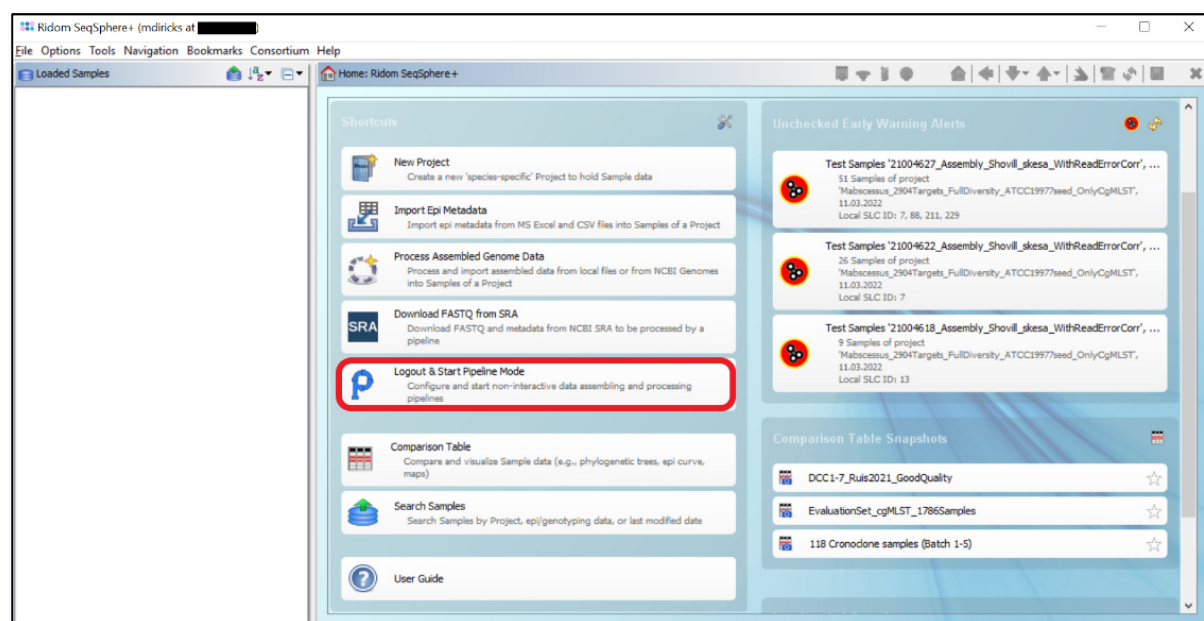 Ridom SeqSphere+ (mdiricks at )
File Options Tools Navigation Bookmarks Consortium Help
Loaded Samples
Home: Ridom SeqSphere+
Shortcuts
New Project
Create a new 'species-specific' Project to hold Sample data
Import Epi Metadata
Import epi metadata from MS Excel and CSV files into Samples of a Project
Process Assembled Genome Data
Process and import assembled data from local files or from NCBI Genomes
into Samples of a Project
SRA
Download FASTQ from SRA
Download FASTQ and metadata from NCBI SRA to be processed by a
pipeline
Logout & Start Pipeline Mode
Configure and start non-interactive data assembling and processing
pipelines
Comparison Table
Compare and visualize Sample data (e.g., phylogenetic trees, epi curve,
maps)
Search Samples
Search Samples by Project, epi/genotyping data, or last modified date
User Guide
Unchecked Early Warning Alerts
Test Samples '21004627_Assembly_Shovill_skesa_WithReadErrorCorr', ...
51 Samples of project
'Mabscessus_2904Targets_FullDiversity_ATCC19977seed_OnlyCgMLST',
11.03.2022
Local SLC ID: 7, 88, 211, 229
Test Samples '21004622_Assembly_Shovill_skesa_WithReadErrorCorr', ...
26 Samples of project
'Mabscessus_2904Targets_FullDiversity_ATCC19977seed_OnlyCgMLST',
11.03.2022
Local SLC ID: 7
Test Samples '21004618_Assembly_Shovill_skesa_WithReadErrorCorr', ...
9 Samples of project
'Mabscessus_2904Targets_FullDiversity_ATCC19977seed_OnlyCgMLST',
11.03.2022
Local SLC ID: 13
Comparison Table Snapshots
DCC1-7_Ruis2021_GoodQuality
EvaluationSet_cgMLST_1786Samples
118 Cronoclone samples (Batch 1-5)